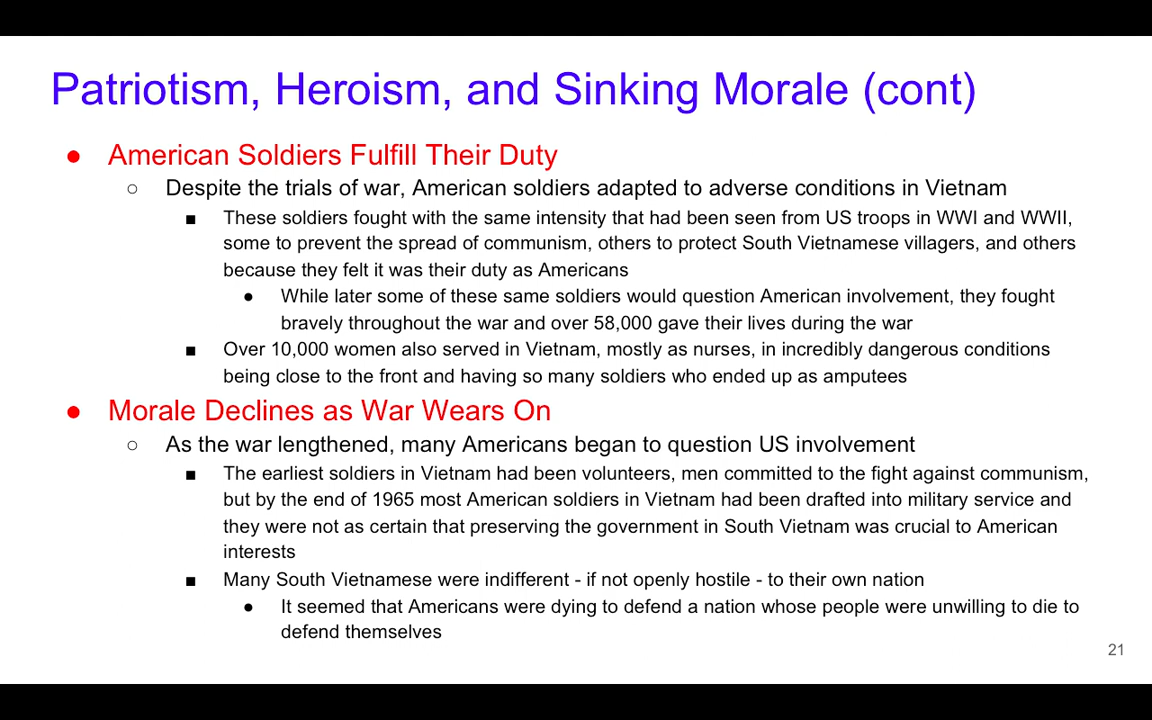 Patriotism, Heroism, and Sinking Morale (cont)
● American Soldiers Fulfill Their Duty
○ Despite the trials of war, American soldiers adapted to adverse conditions in Vietnam
■ These soldiers fought with the same intensity that had been seen from US troops in WWI and WWII,
some to prevent the spread of communism, others to protect South Vietnamese villagers, and others
because they felt it was their duty as Americans
● While later some of these same soldiers would question American involvement, they fought
bravely throughout the war and over 58,000 gave their lives during the war
■ Over 10,000 women also served in Vietnam, mostly as nurses, in incredibly dangerous conditions
being close to the front and having so many soldiers who ended up as amputees
● Morale Declines as War Wears On
○ As the war lengthened, many Americans began to question US involvement
■ The earliest soldiers in Vietnam had been volunteers, men committed to the fight against communism,
but by the end of 1965 most American soldiers in Vietnam had been drafted into military service and
they were not as certain that preserving the government in South Vietnam was crucial to American
interests
■ Many South Vietnamese were indifferent - if not openly hostile - to their own nation
● It seemed that Americans were dying to defend a nation whose people were unwilling to die to
defend themselves
21